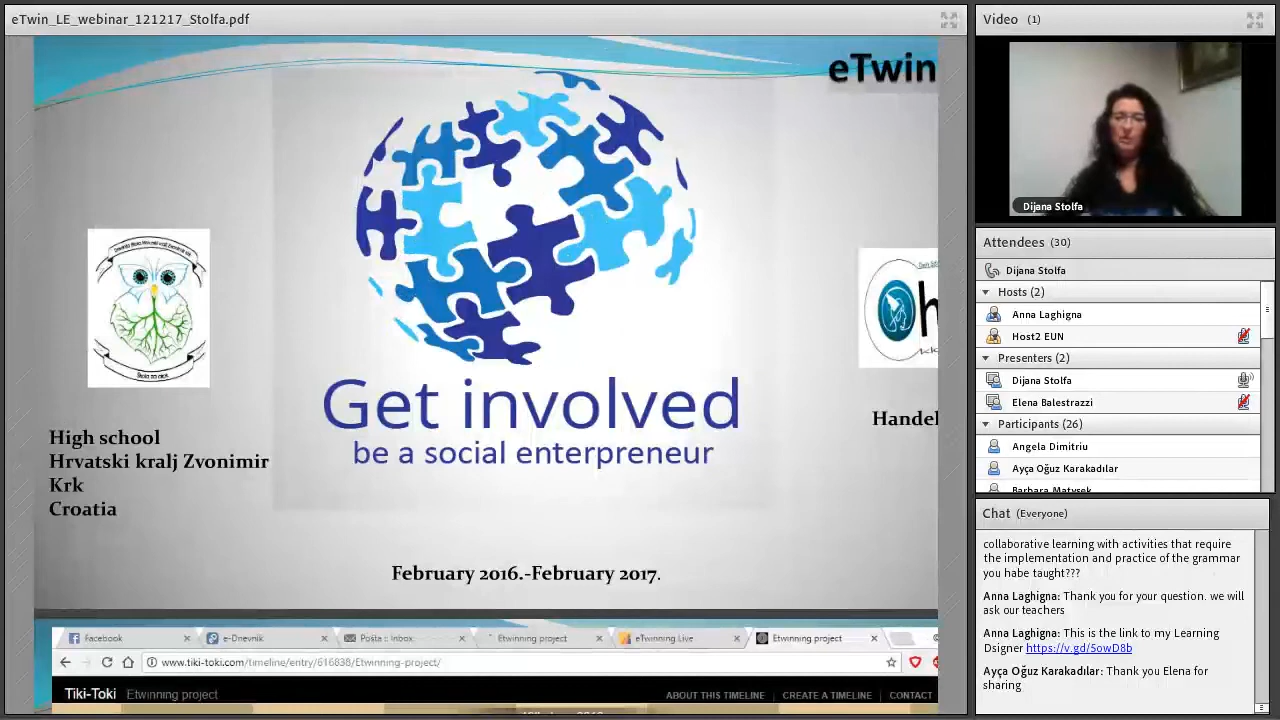 eTwin_LE_webinar_121217_Stolfa.pdf
eTwin
High school
Hrvatski kralj Zvonimir
Krk
Croatia
Get involved
be a social enterpreneur
Handel
February 2016.-February 2017.
Facebook
e-Dnevnik
Pošta :: Inbox
Etwinning project
eTwinning Live
Etwinning project
www.tiki-toki.com/timeline/entry/616838/Etwinning-project/
Tiki-Toki Etwinning project
ABOUT THIS TIMELINE | CREATE A TIMELINE | CONTACT
Video (1)
Dijana Stolfa
Attendees (30)
Dijana Stolfa
Hosts (2)
Anna Laghigna
Host2 EUN
Presenters (2)
Dijana Stolfa
Elena Balestrazzi
Participants (26)
Angela Dimitriu
Ayça Oğuz Karakadılar
Barbara Matysek
Chat (Everyone)
collaborative learning with activities that require
the implementation and practice of the grammar
you habe taught???
Anna Laghigna: Thank you for your question. we will
ask our teachers
Anna Laghigna: This is the link to my Learning
Dsigner https://v.gd/5owD8b
Ayça Oğuz Karakadılar: Thank you Elena for
sharing